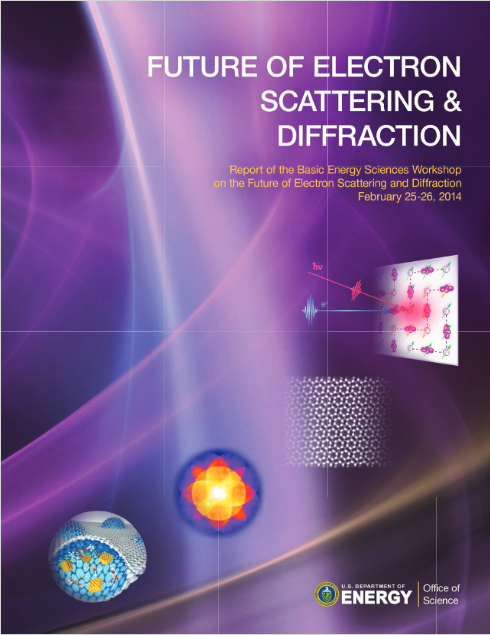 FUTURE OF ELECTRON
SCATTERING &
DIFFRACTION
Report of the Basic Energy Sciences Workshop
on the Future of Electron Scattering and Diffraction
February 25-26, 2014
hν
e⁻
U.S. DEPARTMENT OF
ENERGY
Office of
Science